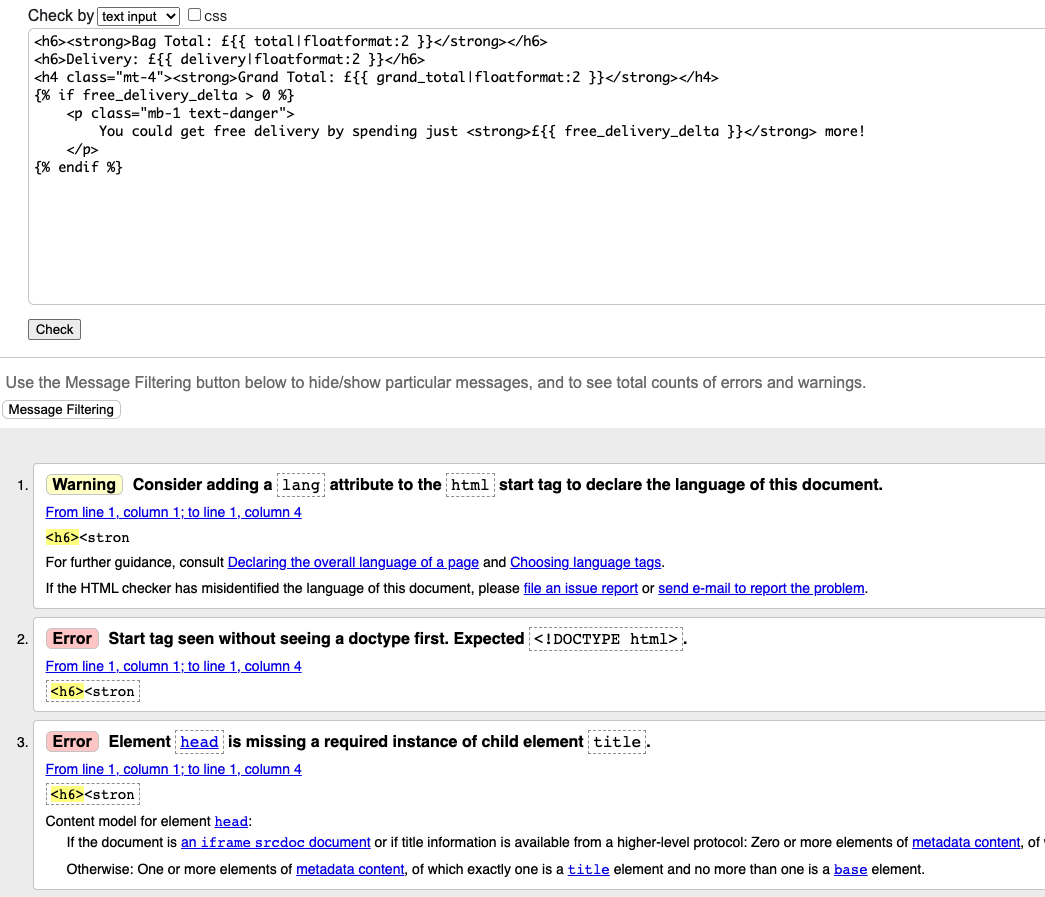 Check by text input CSS
<h6><strong>Bag Total: £{{ total|floatformat:2 }}</strong></h6>
<h6>Delivery: £{{ delivery|floatformat:2 }}</h6>
<h4 class="mt-4"><strong>Grand Total: £{{ grand_total|floatformat:2 }}</strong></h4>
{% if free_delivery_delta > 0 %}
    <p class="mb-1 text-danger">
        You could get free delivery by spending just <strong>£{{ free_delivery_delta }}</strong> more!
    </p>
{% endif %}
Check
Use the Message Filtering button below to hide/show particular messages, and to see total counts of errors and warnings.
Message Filtering
1. Warning Consider adding a lang attribute to the html start tag to declare the language of this document.
From line 1, column 1; to line 1, column 4
<h6><stron
For further guidance, consult Declaring the overall language of a page and Choosing language tags.
If the HTML checker has misidentified the language of this document, please file an issue report or send e-mail to report the problem.
2. Error Start tag seen without seeing a doctype first. Expected <!DOCTYPE html>.
From line 1, column 1; to line 1, column 4
<h6><stron
3. Error Element head is missing a required instance of child element title.
From line 1, column 1; to line 1, column 4
<h6><stron
Content model for element head:
If the document is an iframe srcdoc document or if title information is available from a higher-level protocol: Zero or more elements of metadata content, of
Otherwise: One or more elements of metadata content, of which exactly one is a title element and no more than one is a base element.